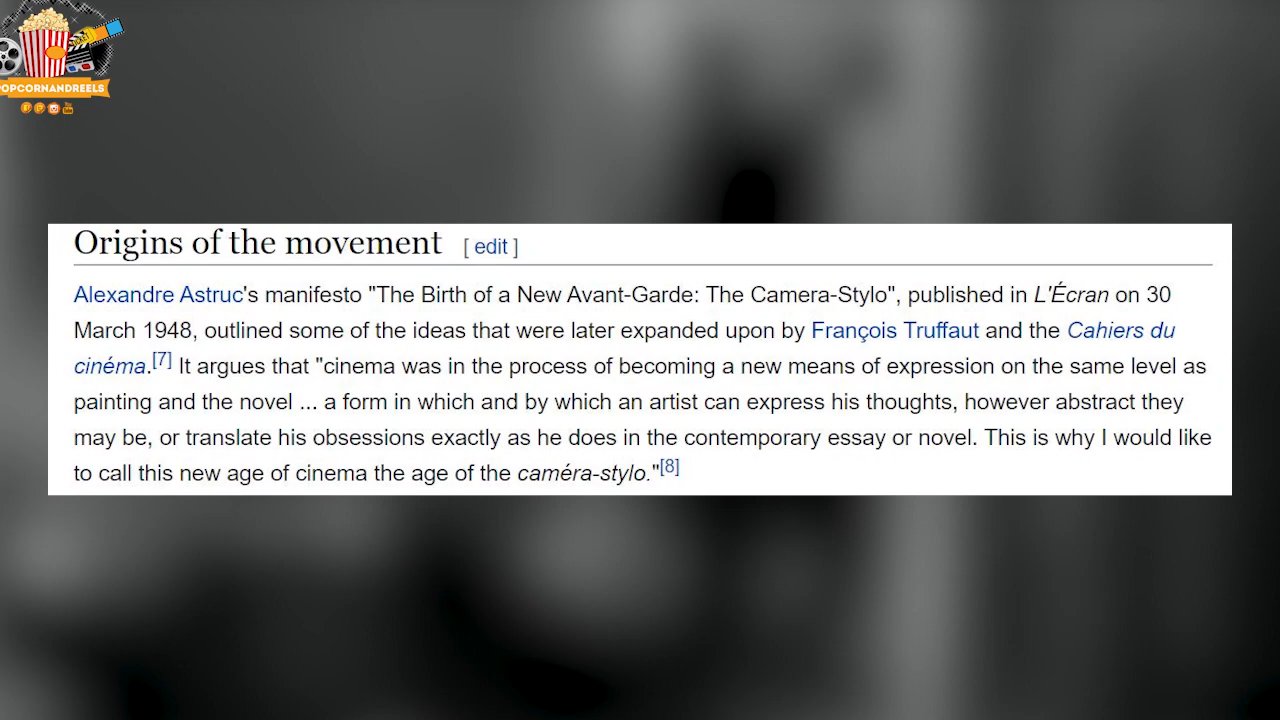 POPCORNANDREELS
Origins of the movement [ edit ]
Alexandre Astruc's manifesto "The Birth of a New Avant-Garde: The Camera-Stylo", published in L'Écran on 30
March 1948, outlined some of the ideas that were later expanded upon by François Truffaut and the Cahiers du
cinéma.[7] It argues that "cinema was in the process of becoming a new means of expression on the same level as
painting and the novel ... a form in which and by which an artist can express his thoughts, however abstract they
may be, or translate his obsessions exactly as he does in the contemporary essay or novel. This is why I would like
to call this new age of cinema the age of the caméra-stylo."[8]